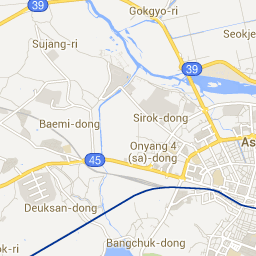 39
Gokgyo-ri
Sujang-ri
Seokje
39
Baemi-dong
Sirok-dong
Onyang 4
(sa)-dong
As
45
Deuksan-dong
ok-ri
Bangchuk-dong